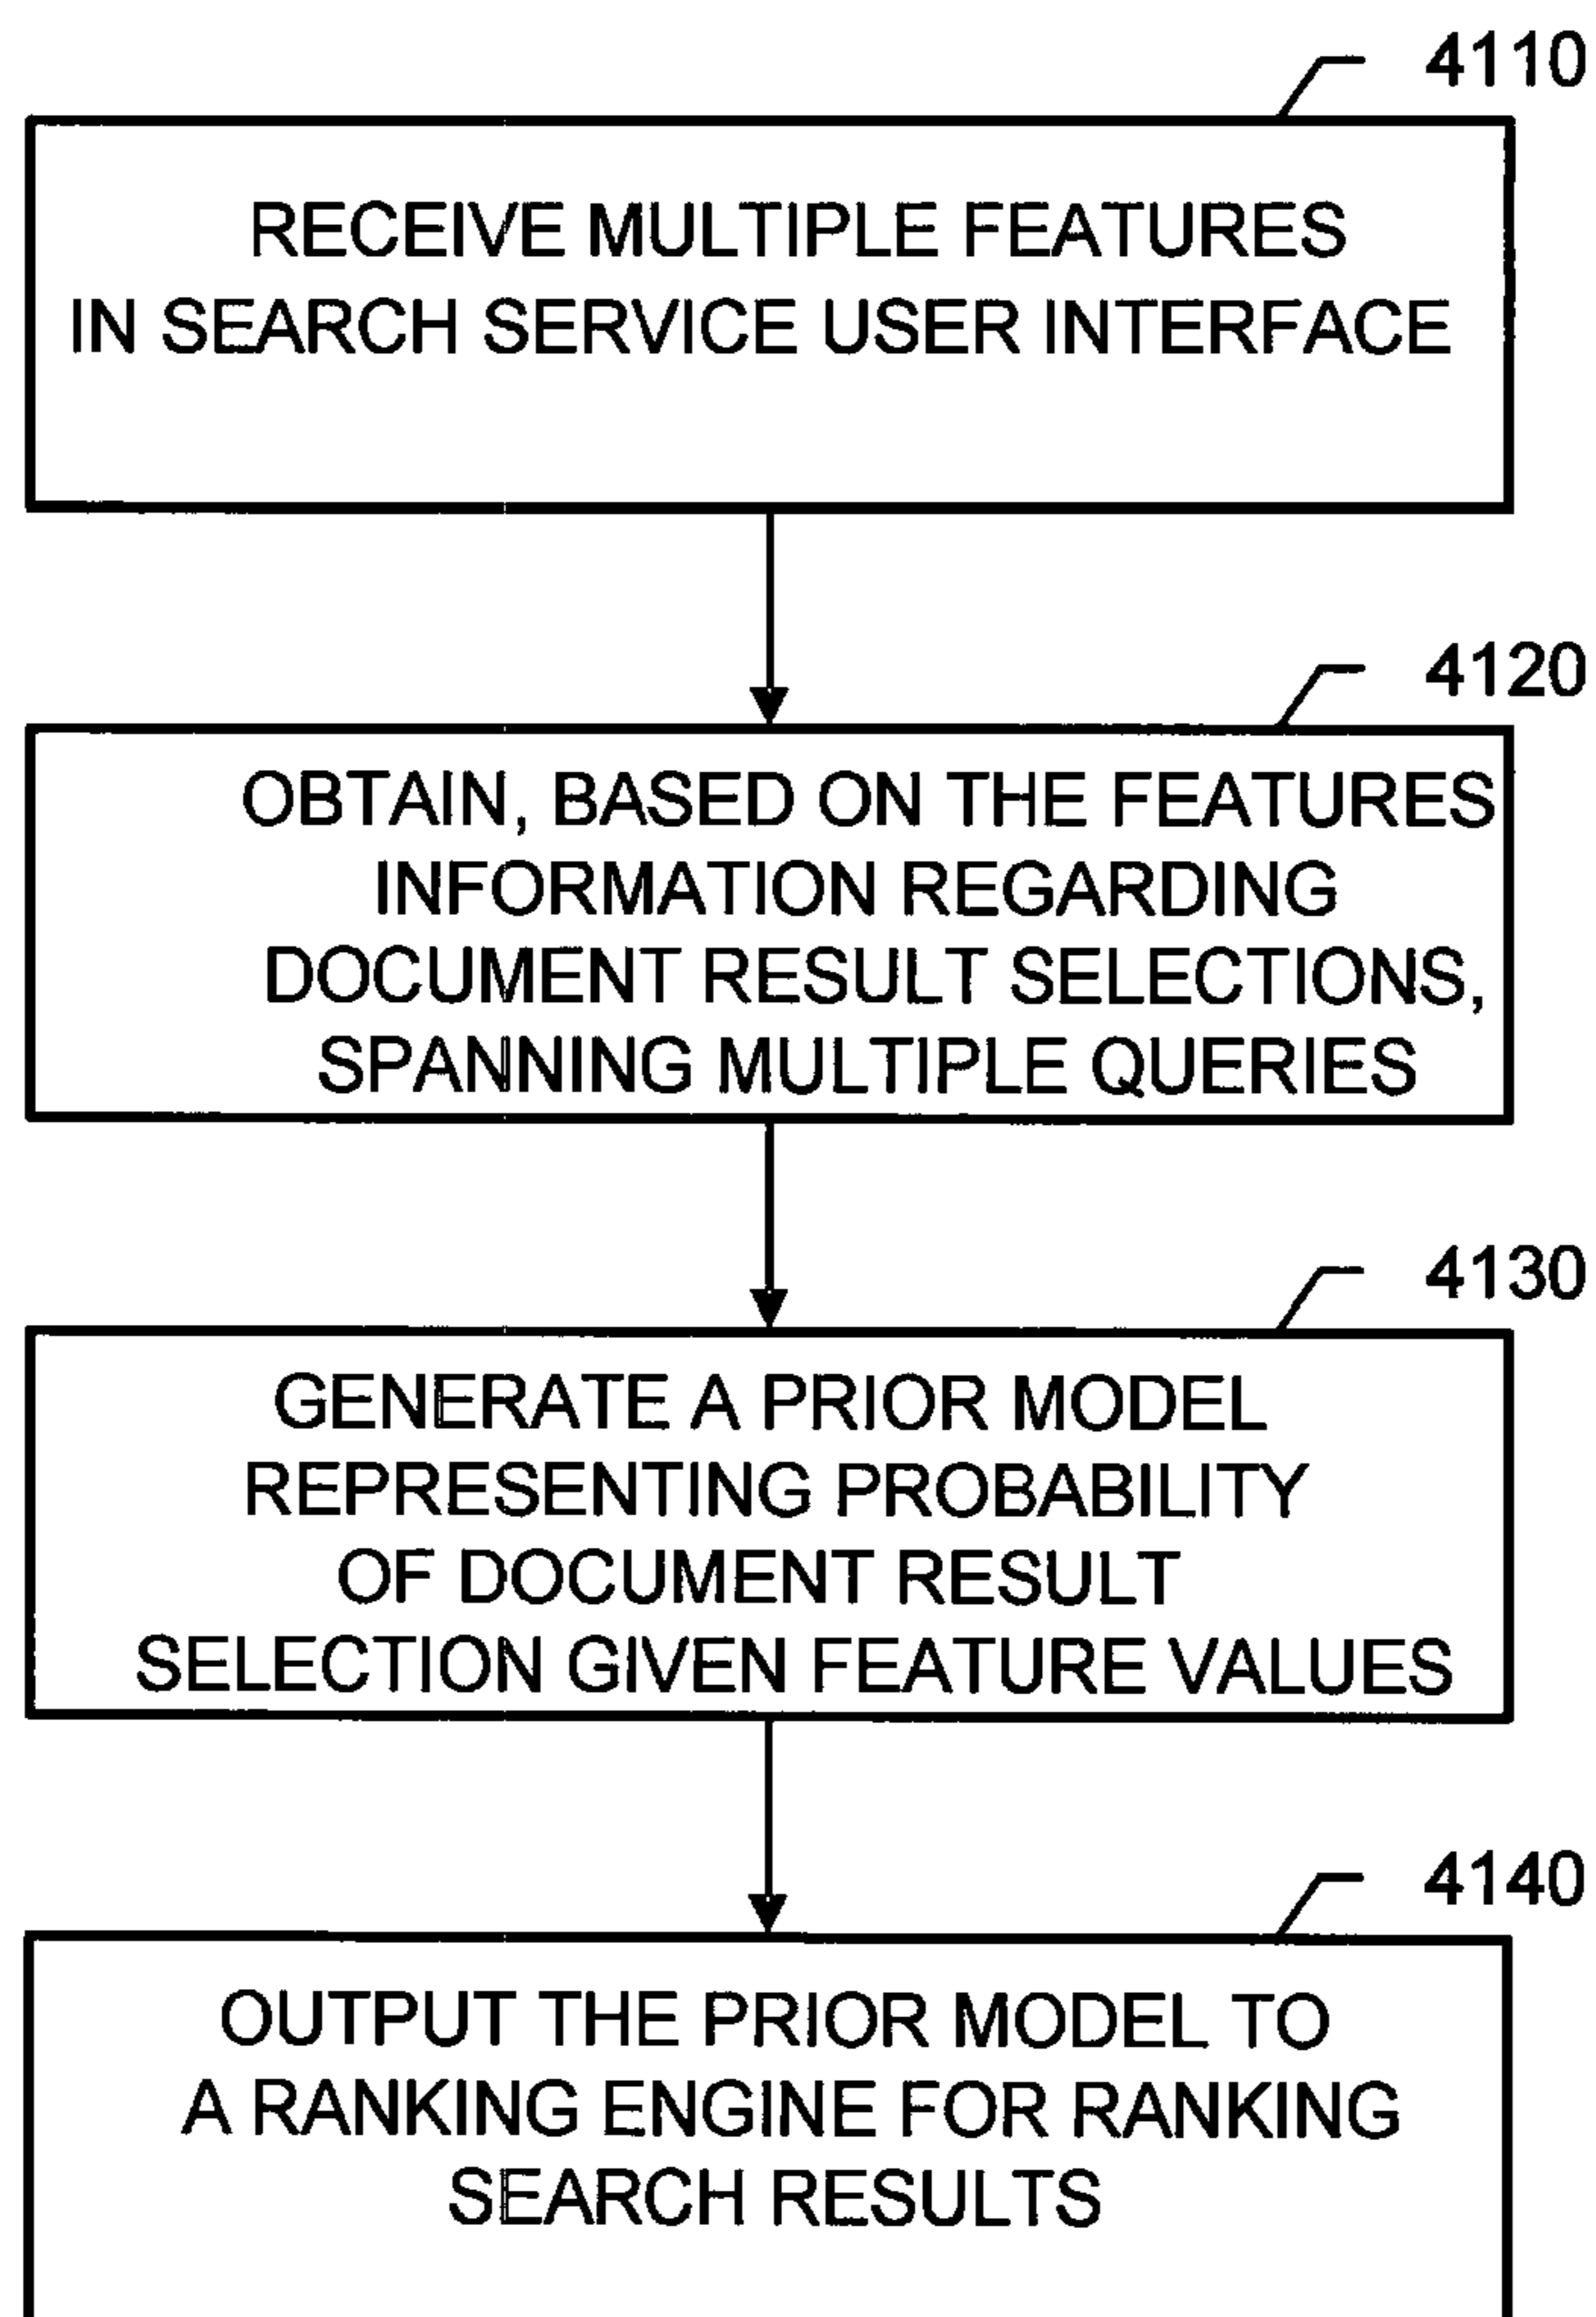 4110
RECEIVE MULTIPLE FEATURES
IN SEARCH SERVICE USER INTERFACE
4120
OBTAIN, BASED ON THE FEATURES
INFORMATION REGARDING
DOCUMENT RESULT SELECTIONS,
SPANNING MULTIPLE QUERIES
4130
GENERATE A PRIOR MODEL
REPRESENTING PROBABILITY
OF DOCUMENT RESULT
SELECTION GIVEN FEATURE VALUES
4140
OUTPUT THE PRIOR MODEL TO
A RANKING ENGINE FOR RANKING
SEARCH RESULTS